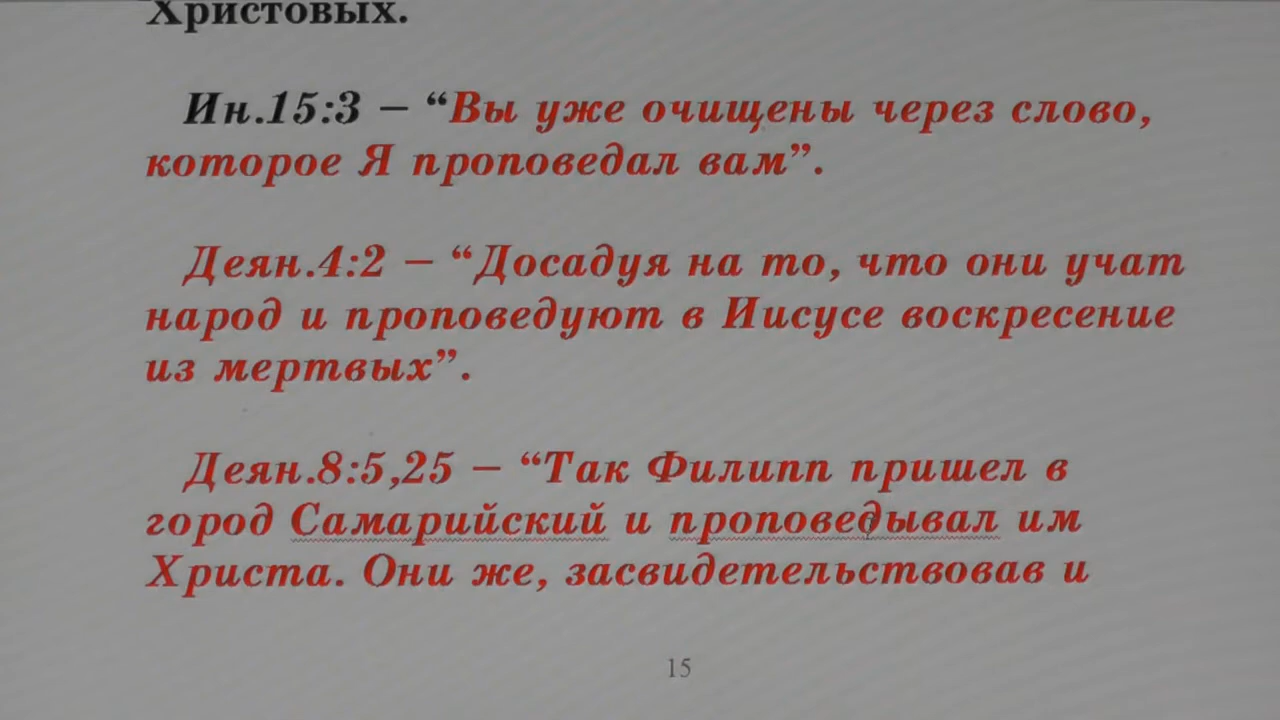 Христовых.
Ин.15:3 – “Вы уже очищены через слово,
которое Я проповедал вам”.
Деян.4:2 – “Досадуя на то, что они учат
народ и проповедуют в Иисусе воскресение
из мертвых”.
Деян.8:5,25 – “Так Филипп пришел в
город Самарийский и проповедывал им
Христа. Они же, засвидетельствовав и
15